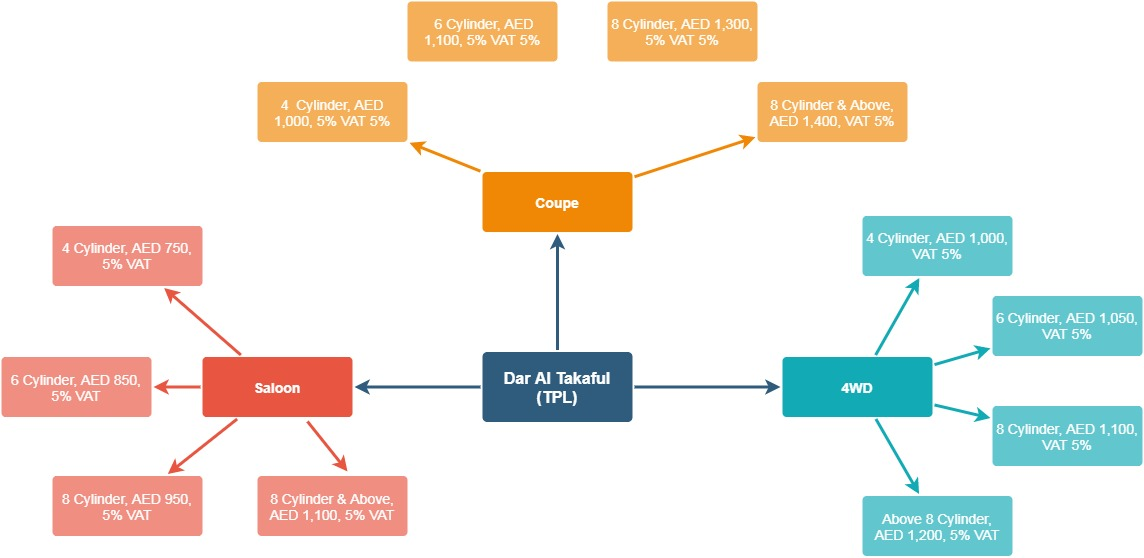 6 Cylinder, AED
1,100, 5% VAT 5%
8 Cylinder, AED 1,300,
5% VAT 5%
4  Cylinder, AED
1,000, 5% VAT 5%
8 Cylinder & Above,
AED 1,400, VAT 5%
Coupe
4 Cylinder, AED 750,
5% VAT
4 Cylinder, AED 1,000,
VAT 5%
6 Cylinder, AED 1,050,
VAT 5%
6 Cylinder, AED 850,
5% VAT
Saloon
Dar Al Takaful
(TPL)
4WD
8 Cylinder, AED 1,100,
VAT 5%
8 Cylinder, AED 950,
5% VAT
8 Cylinder & Above,
AED 1,100, 5% VAT
Above 8 Cylinder,
AED 1,200, 5% VAT